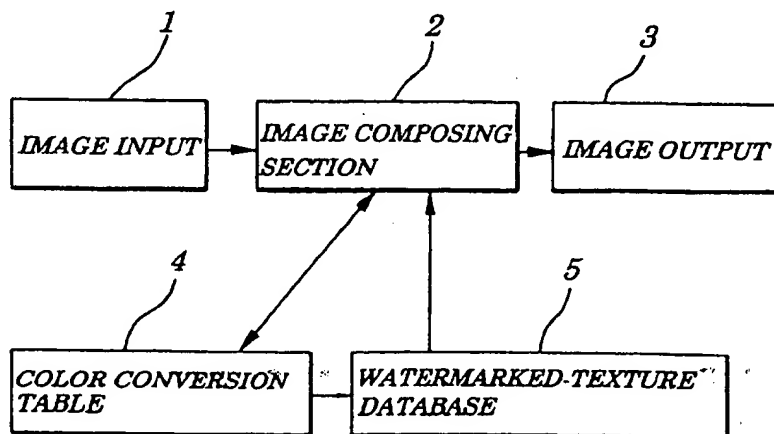 1
2
3
IMAGE INPUT
IMAGE COMPOSING
SECTION
IMAGE OUTPUT
4
5
COLOR CONVERSION
TABLE
WATERMARKED-TEXTURE
DATABASE